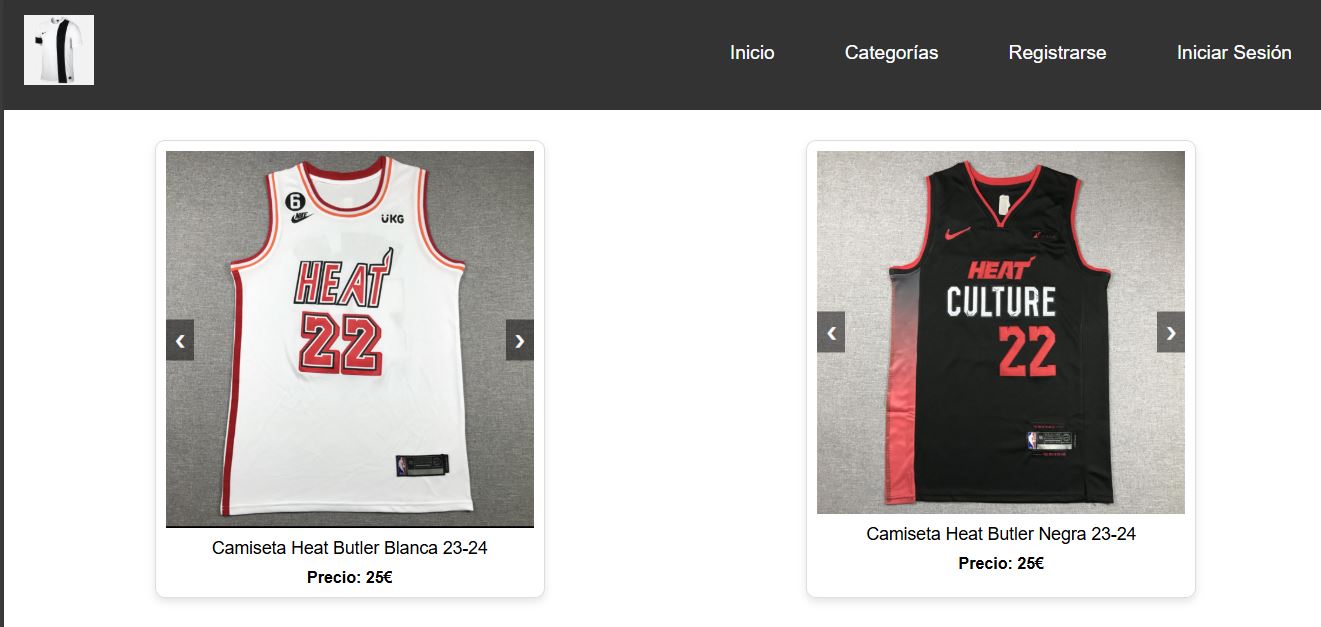 Inicio
Categorías
Registrarse
Iniciar Sesión
6
UKG
HEAT
22
Camiseta Heat Butler Blanca 23-24
Precio: 25€
HEAT
CULTURE
22
Camiseta Heat Butler Negra 23-24
Precio: 25€